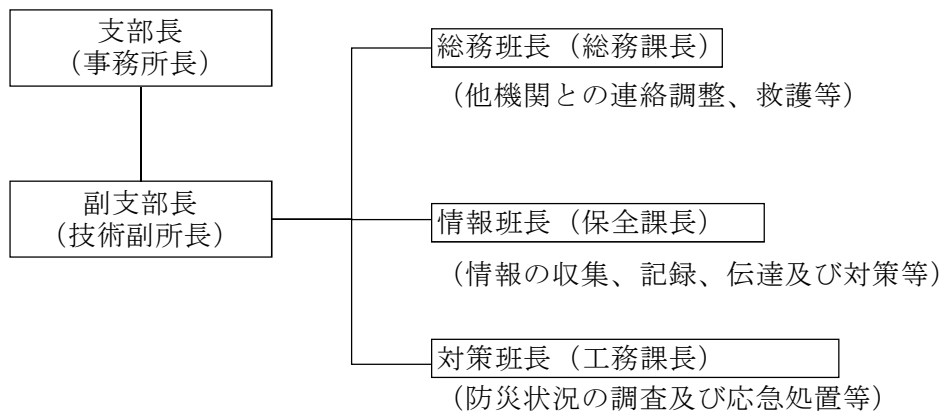 支部長
（事務所長）
副支部長
（技術副所長）
総務班長（総務課長）
（他機関との連絡調整、救護等）
情報班長（保全課長）
（情報の収集、記録、伝達及び対策等）
対策班長（工務課長）
（防災状況の調査及び応急処置等）